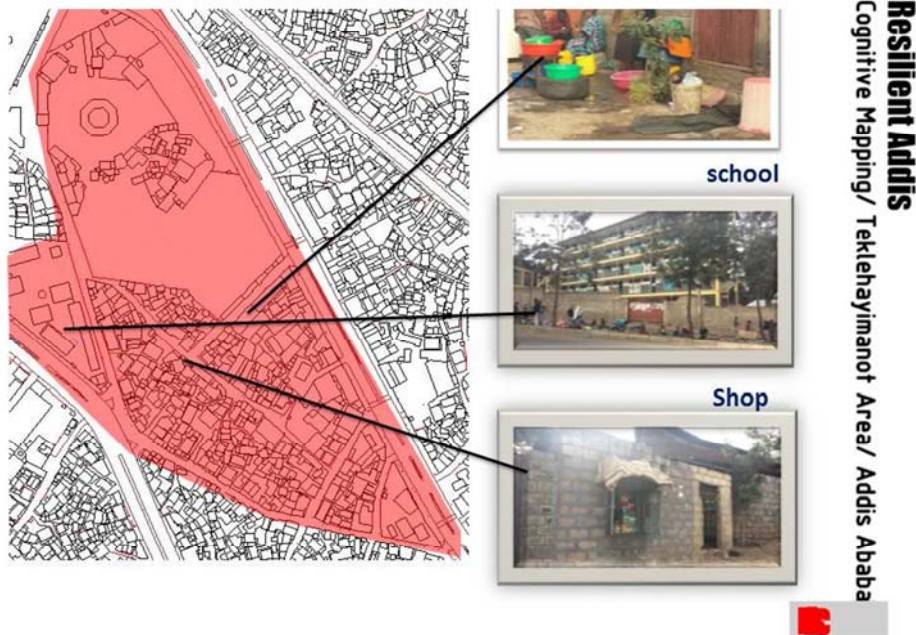 school
Shop
Resilient Addis
Cognitive Mapping/ Teklehayimanot Area/ Addis Ababa